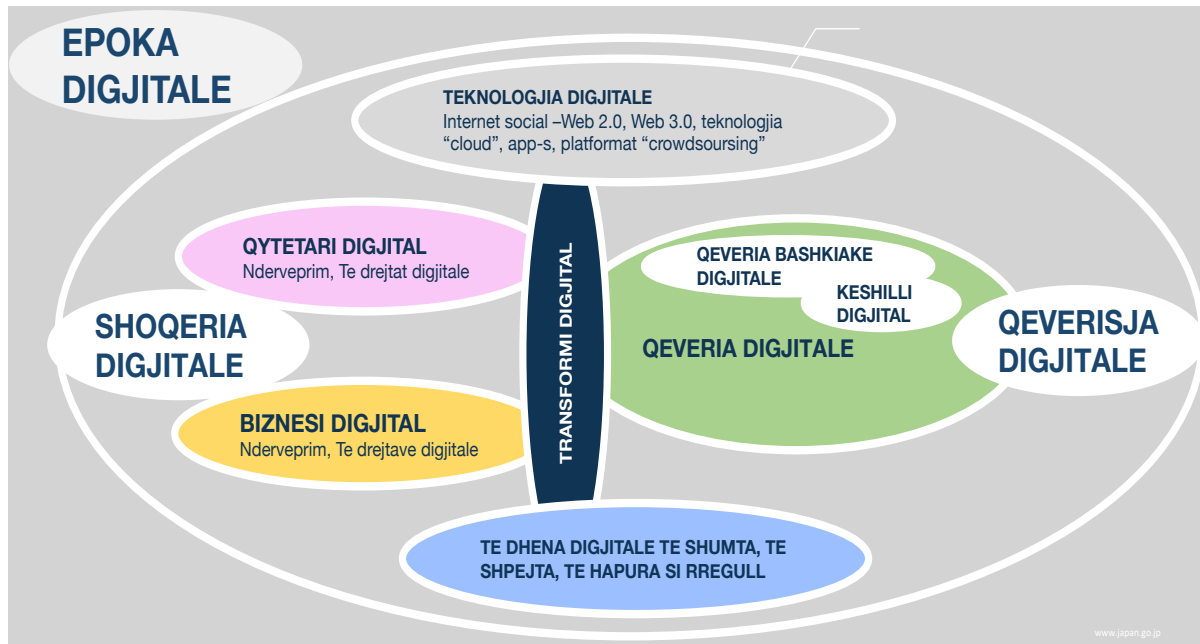 EPOKA
DIGJITALE
TEKNOLOGJIA DIGJITALE
Internet social –Web 2.0, Web 3.0, teknologjia
“cloud”, app-s, platformat “crowdsoursing”
QYTETARI DIGJITAL
Nderveprim, Te drejtat digjitale
SHOQERIA
DIGJITALE
BIZNESI DIGJITAL
Nderveprim, Te drejtave digjitale
TRANSFORMI DIGJITAL
QEVERIA BASHKIAKE
DIGJITALE
KESHILLI
DIGJITAL
QEVERIA DIGJITALE
QEVERISJA
DIGJITALE
TE DHENA DIGJITALE TE SHUMTA, TE
SHPEJTA, TE HAPURA SI RREGULL
www.japan.go.jp